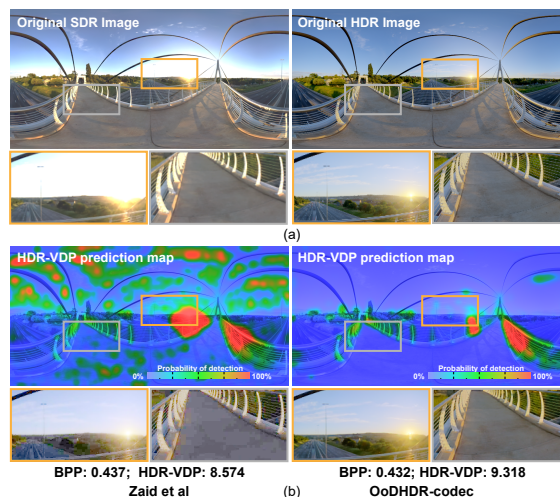 Original SDR Image
Original HDR Image
(a)
HDR-VDP prediction map
HDR-VDP prediction map
Probability of detection
0%
100%
Probability of detection
0%
100%
BPP: 0.437; HDR-VDP: 8.574
BPP: 0.432; HDR-VDP: 9.318
Zaid et al
(b)
OoDHDR-codec